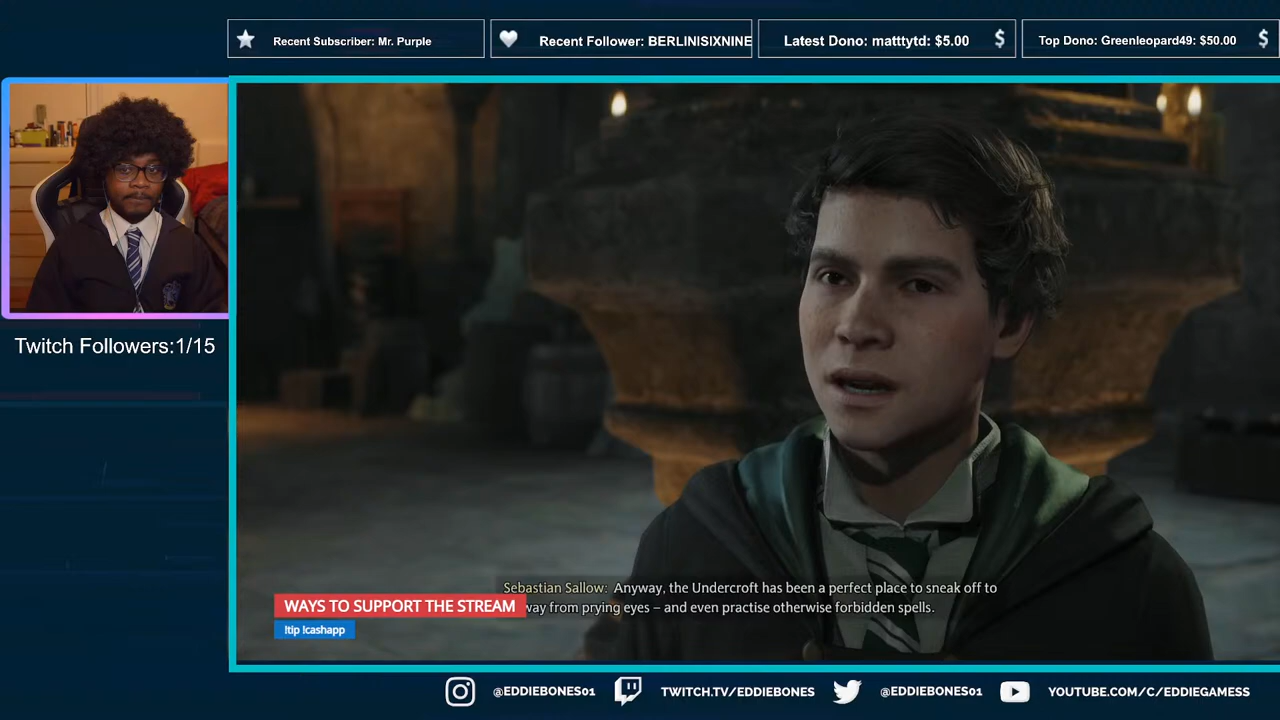 Recent Subscriber: Mr. Purple
Recent Follower: BERLINISIXNINE
Latest Dono: matttytd: $5.00
$
Top Dono: Greenleopard49: $50.00
$
Twitch Followers:1/15
Sebastian Sallow: Anyway, the Undercroft has been a perfect place to sneak off to
way from prying eyes – and even practise otherwise forbidden spells.
WAYS TO SUPPORT THE STREAM
!tip !cashapp
@EDDIEBONES01
TWITCH.TV/EDDIEBONES
@EDDIEBONES01
YOUTUBE.COM/C/EDDIEGAMESS